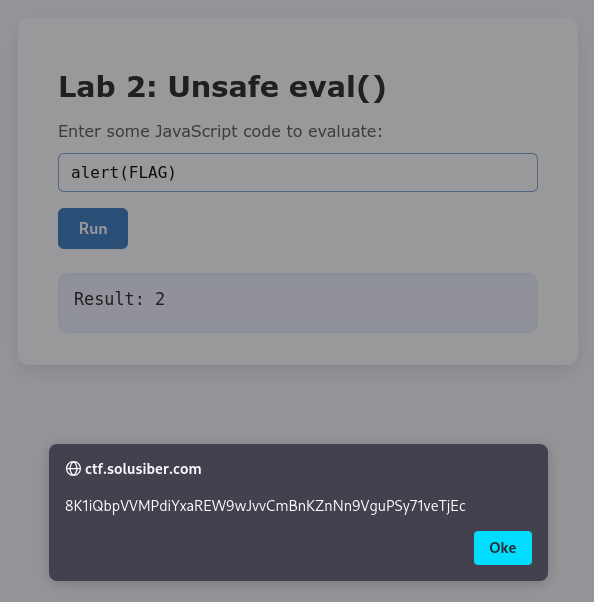 Lab 2: Unsafe eval()
Enter some JavaScript code to evaluate:
alert(FLAG)
Run
Result: 2
ctf.solusiber.com
8K1iQbpVVMPdiYxaREW9wJvvCmBnKZnNn9VguPSy71veTjEc
Oke